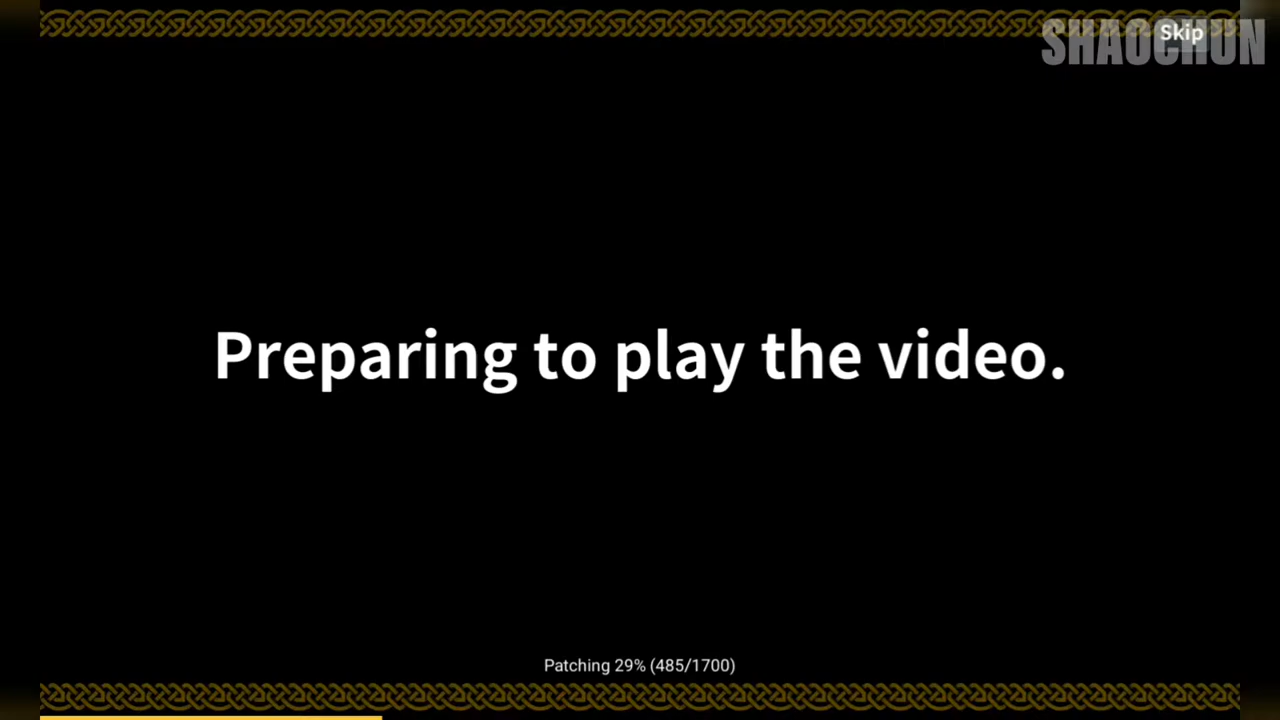 SHAOCHUN
Skip
Preparing to play the video.
Patching 29% (485/1700)